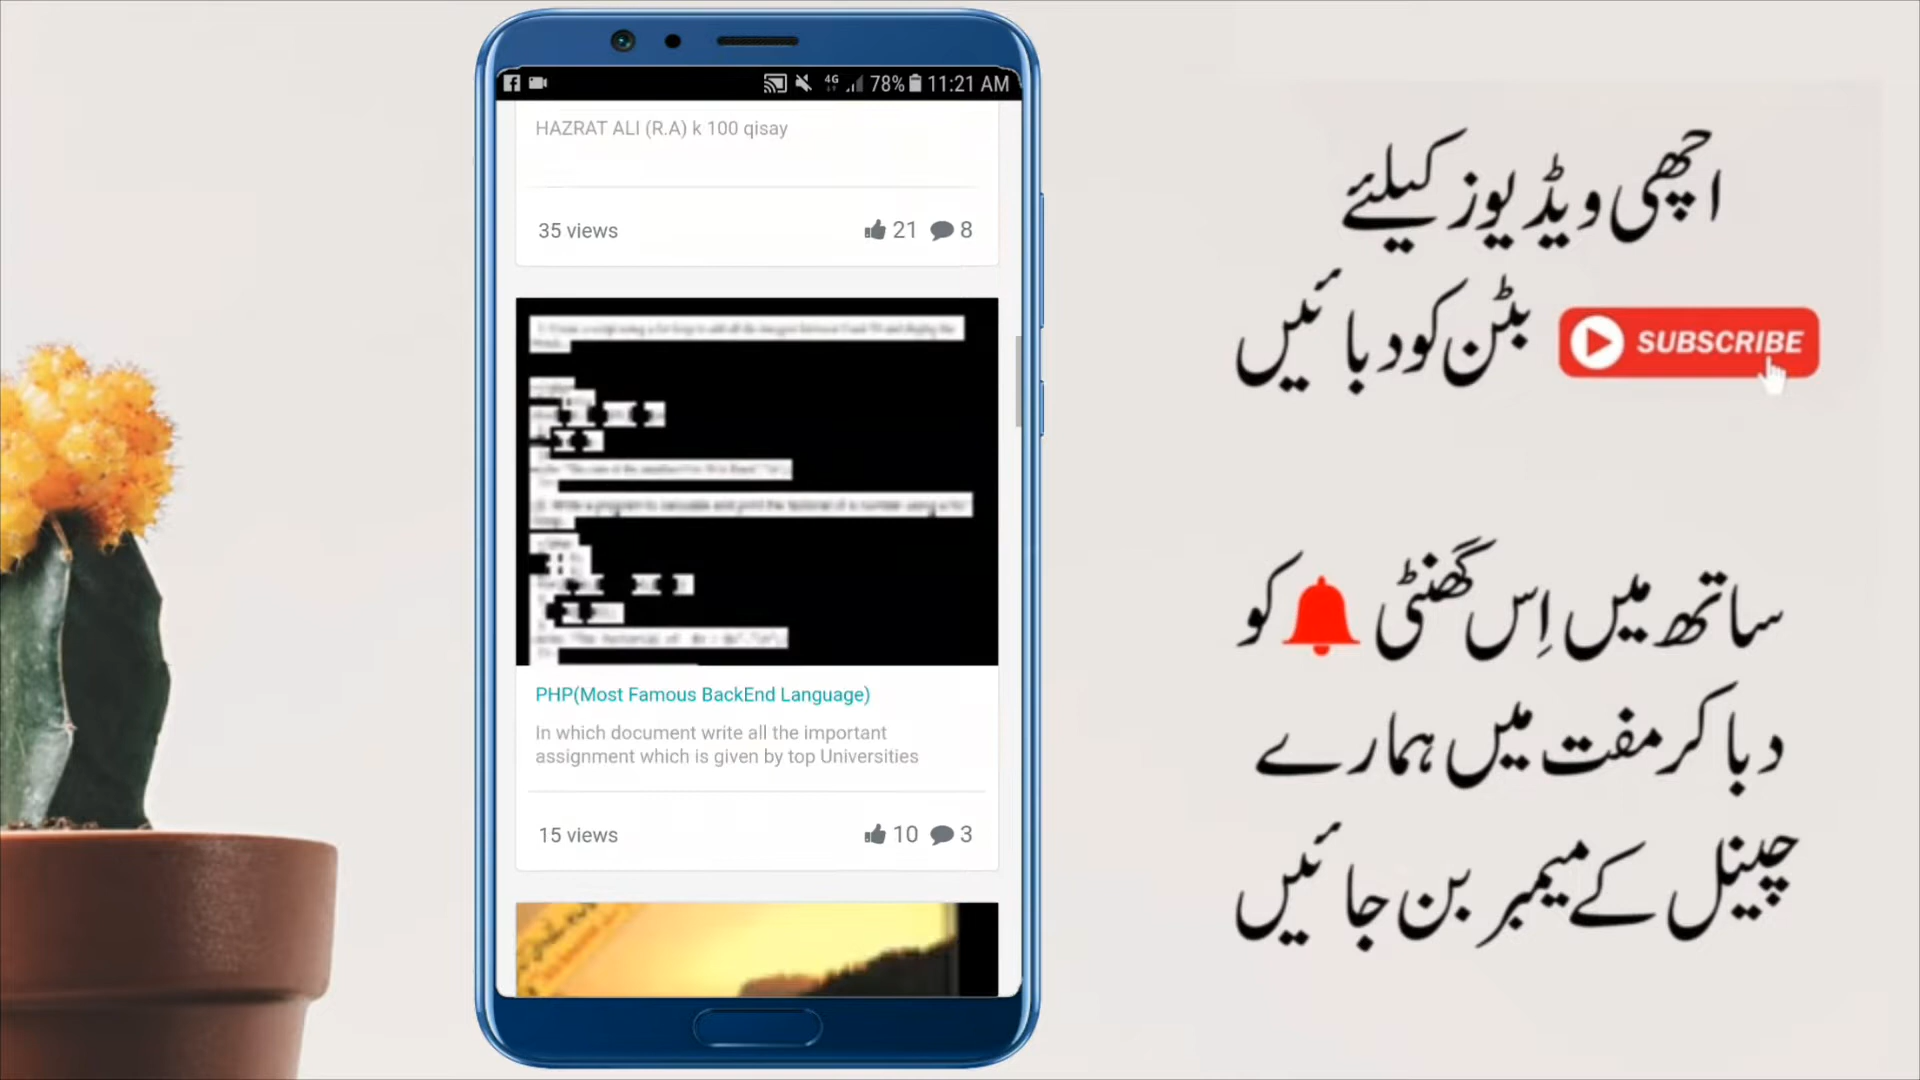 4G 78% 11:21 AM
HAZRAT ALI (R.A) k 100 qisay
35 views 21 8
PHP(Most Famous BackEnd Language)
In which document write all the important
assignment which is given by top Universities
15 views 10 3
اچھی ویڈیوز کیلئے
SUBSCRIBE بٹن کو دبائیں
ساتھ میں اِس گھنٹی کو
دبا کر مفت میں ہمارے
چینل کے میمبر بن جائیں